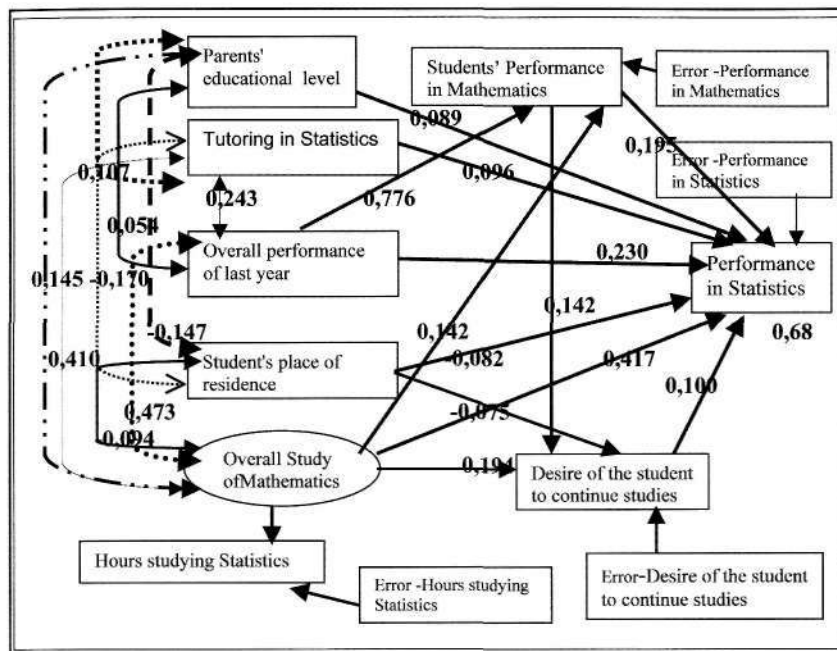 Parents'
educational level
Students' Performance
in Mathematics
Error -Performance
in Mathematics
0,089
0,195
Tutoring in Statistics
Error -Performance
in Statistics
0,107
0,096
0,243
0,776
0,054
Overall performance
of last year
0,230
Performance
in Statistics
0,145
-0,170
0,142
0,142
0,68
-0,147
-0,082
0,417
0,410
Student's place of
residence
0,100
0,473
-0,075
0,094
Overall Study
ofMathematics
0,194
Desire of the student
to continue studies
Hours studying Statistics
Error -Hours studying
Statistics
Error-Desire of the student
to continue studies